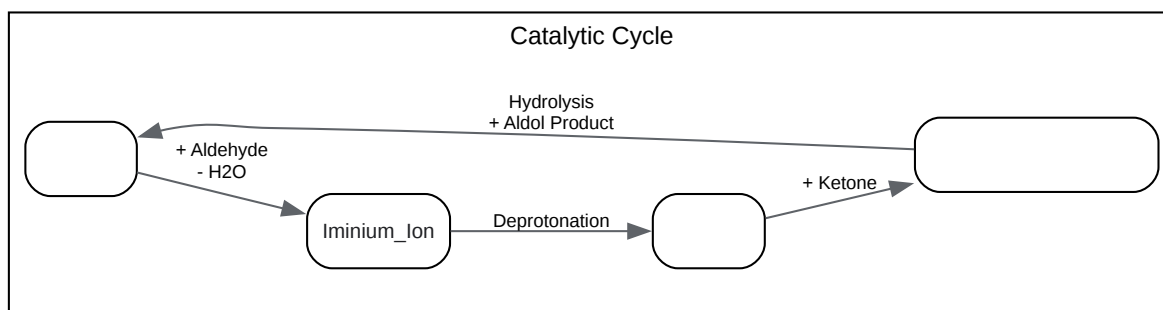 Catalytic Cycle
Hydrolysis
+ Aldol Product
+ Aldehyde
- H2O
+ Ketone
Iminium_Ion
Deprotonation